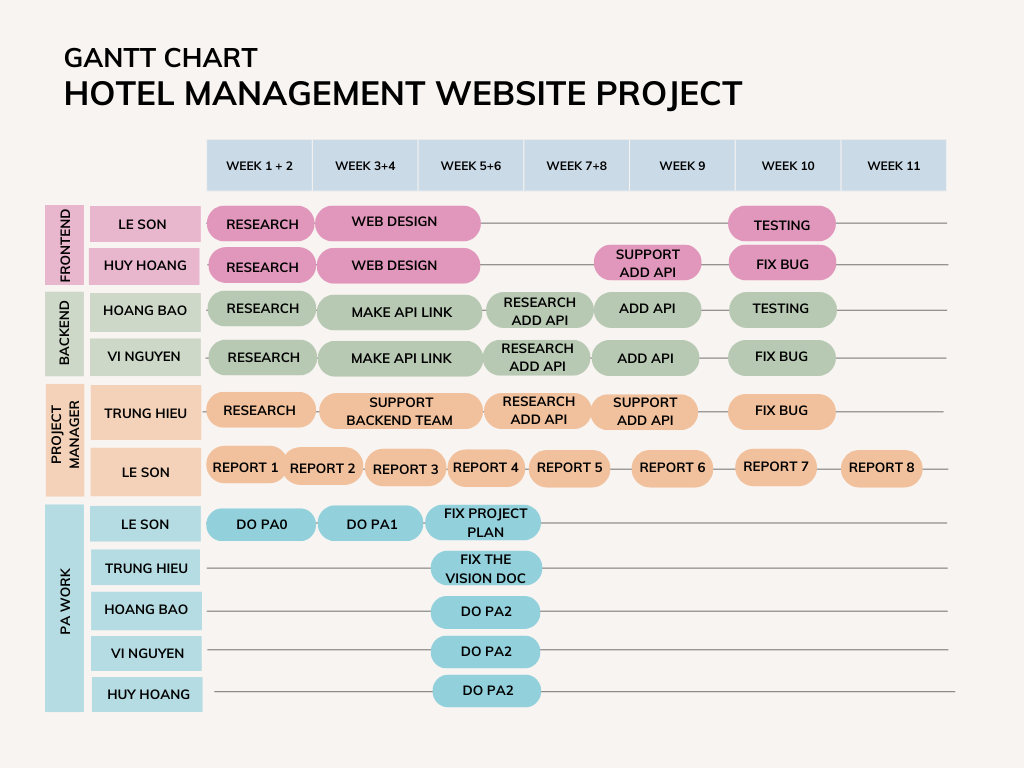 GANTT CHART
HOTEL MANAGEMENT WEBSITE PROJECT
WEEK 1 + 2
WEEK 3+4
WEEK 5+6
WEEK 7+8
WEEK 9
WEEK 10
WEEK 11
FRONTEND
LE SON
RESEARCH
WEB DESIGN
TESTING
HUY HOANG
RESEARCH
WEB DESIGN
SUPPORT
ADD API
FIX BUG
BACKEND
HOANG BAO
RESEARCH
MAKE API LINK
RESEARCH
ADD API
ADD API
TESTING
VI NGUYEN
RESEARCH
MAKE API LINK
RESEARCH
ADD API
ADD API
FIX BUG
PROJECT
MANAGER
TRUNG HIEU
RESEARCH
SUPPORT
BACKEND TEAM
RESEARCH
ADD API
SUPPORT
ADD API
FIX BUG
LE SON
REPORT 1
REPORT 2
REPORT 3
REPORT 4
REPORT 5
REPORT 6
REPORT 7
REPORT 8
PA WORK
LE SON
DO PA0
DO PA1
FIX PROJECT
PLAN
TRUNG HIEU
FIX THE
VISION DOC
HOANG BAO
DO PA2
VI NGUYEN
DO PA2
HUY HOANG
DO PA2